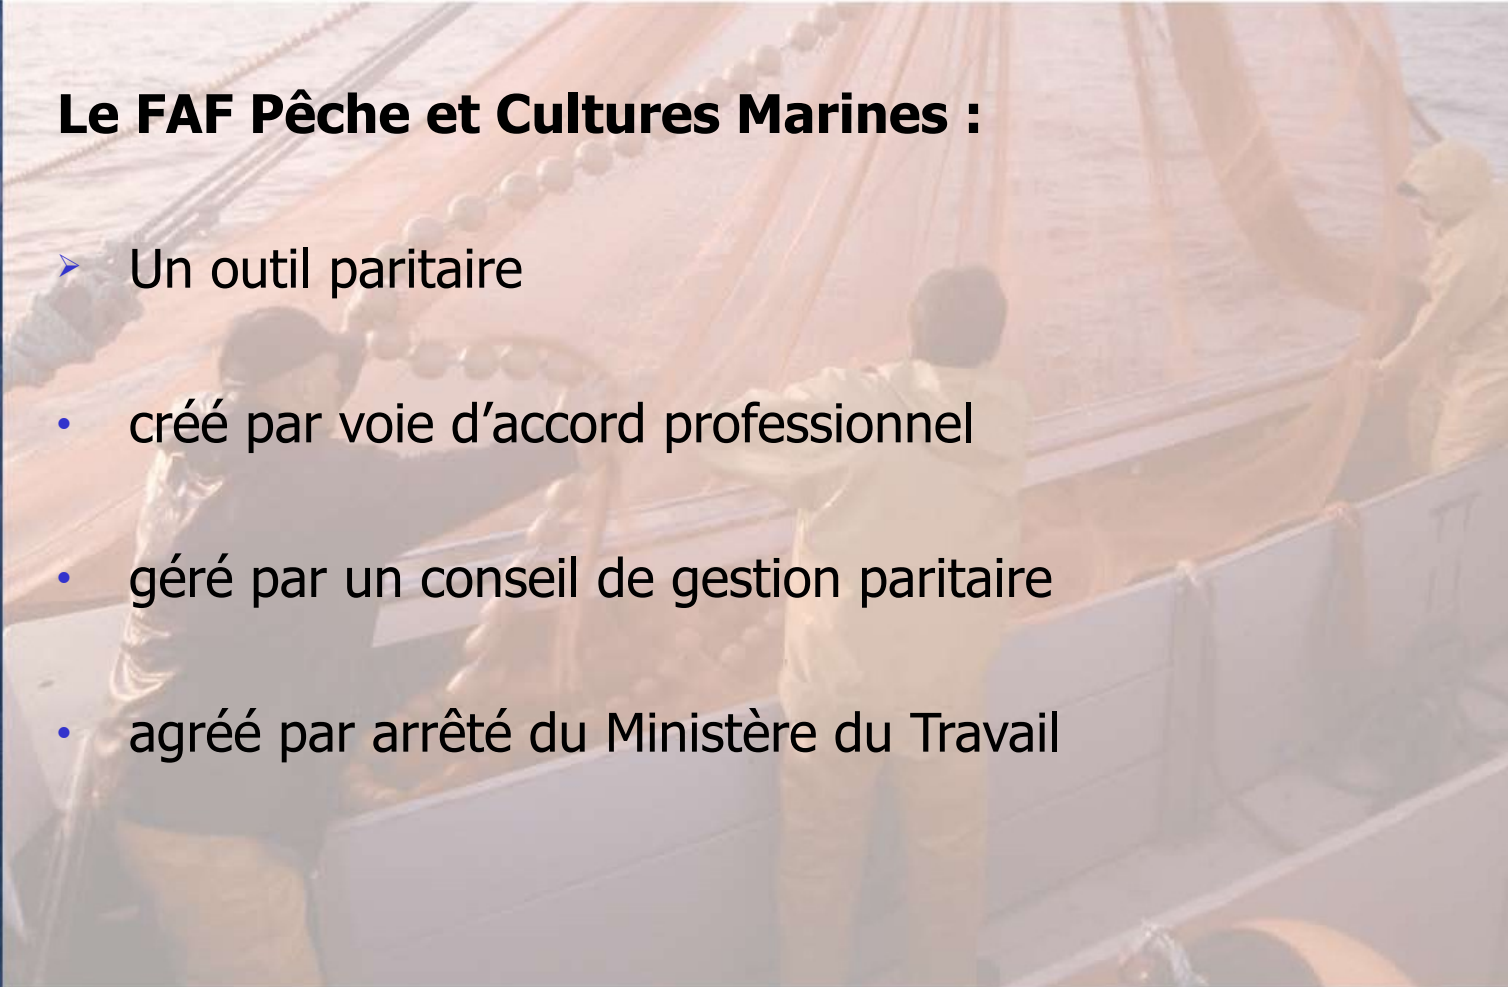 Le FAF Pêche et Cultures Marines :
➢ Un outil paritaire
• créé par voie d’accord professionnel
• géré par un conseil de gestion paritaire
• agréé par arrêté du Ministère du Travail